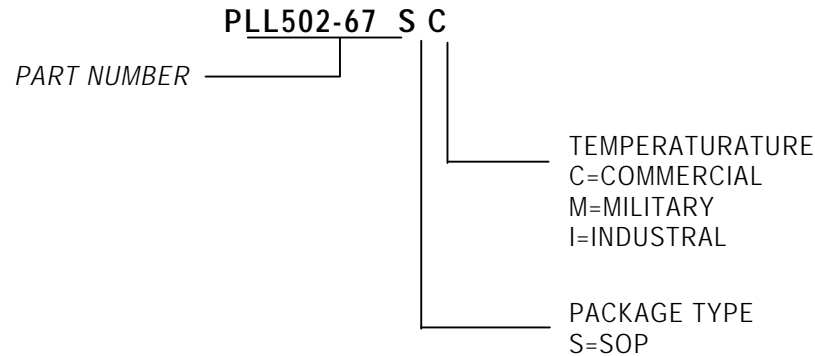 PLL502-67 S C
PART NUMBER
TEMPERATURATURE
C=COMMERCIAL
M=MILITARY
I=INDUSTRAL
PACKAGE TYPE
S=SOP